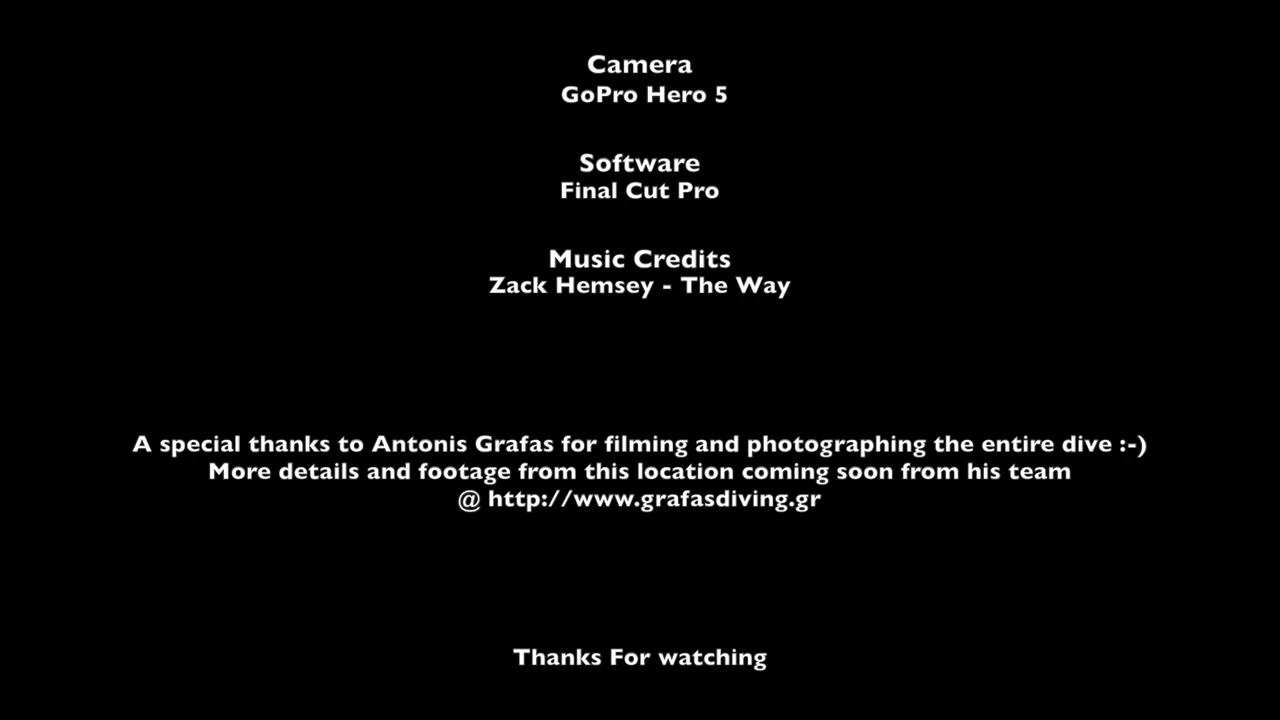 Camera
GoPro Hero 5
Software
Final Cut Pro
Music Credits
Zack Hemsey - The Way
A special thanks to Antonis Grafas for filming and photographing the entire dive :-)
More details and footage from this location coming soon from his team
@ http://www.grafasdiving.gr
Thanks For watching